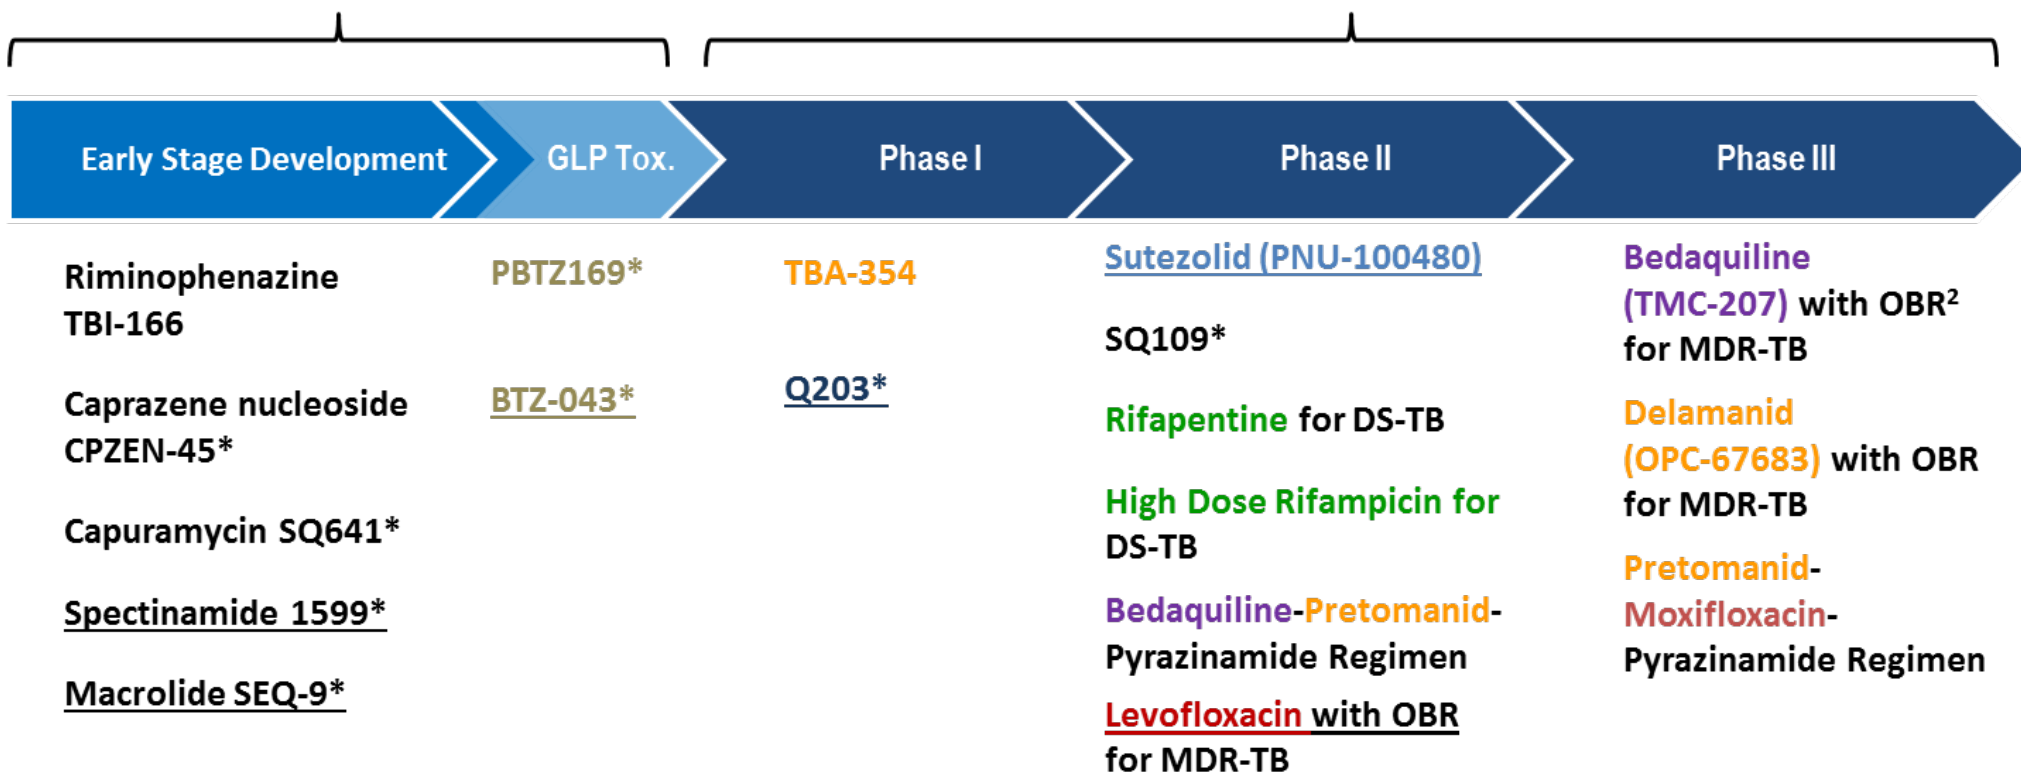 Early Stage Development
GLP Tox.
Phase I
Phase II
Phase III
Riminophenazine
TBI-166
Caprazene nucleoside
CPZEN-45*
Capuramycin SQ641*
Spectinamide 1599*
Macrolide SEQ-9*
PBTZ169*
BTZ-043*
TBA-354
Q203*
Sutezolid (PNU-100480)
SQ109*
Rifapentine for DS-TB
High Dose Rifampicin for
DS-TB
Bedaquiline-Pretomanid-
Pyrazinamide Regimen
Levofloxacin with OBR
for MDR-TB
Bedaquiline
(TMC-207) with OBR²
for MDR-TB
Delamanid
(OPC-67683) with OBR
for MDR-TB
Pretomanid-
Moxifloxacin-
Pyrazinamide Regimen